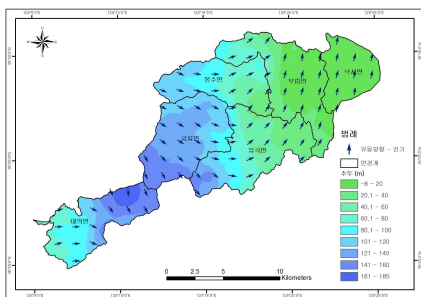 봉수면
부림면
낙서면
궁류면
유곡면
대의면
범례
유동방향 - 건기
면경계
수두 (m)
-8 - 20
20.1 - 40
40.1 - 60
60.1 - 80
80.1 - 100
101 - 120
121 - 140
141 - 160
161 - 185
0 2.5 5 10
Kilometers